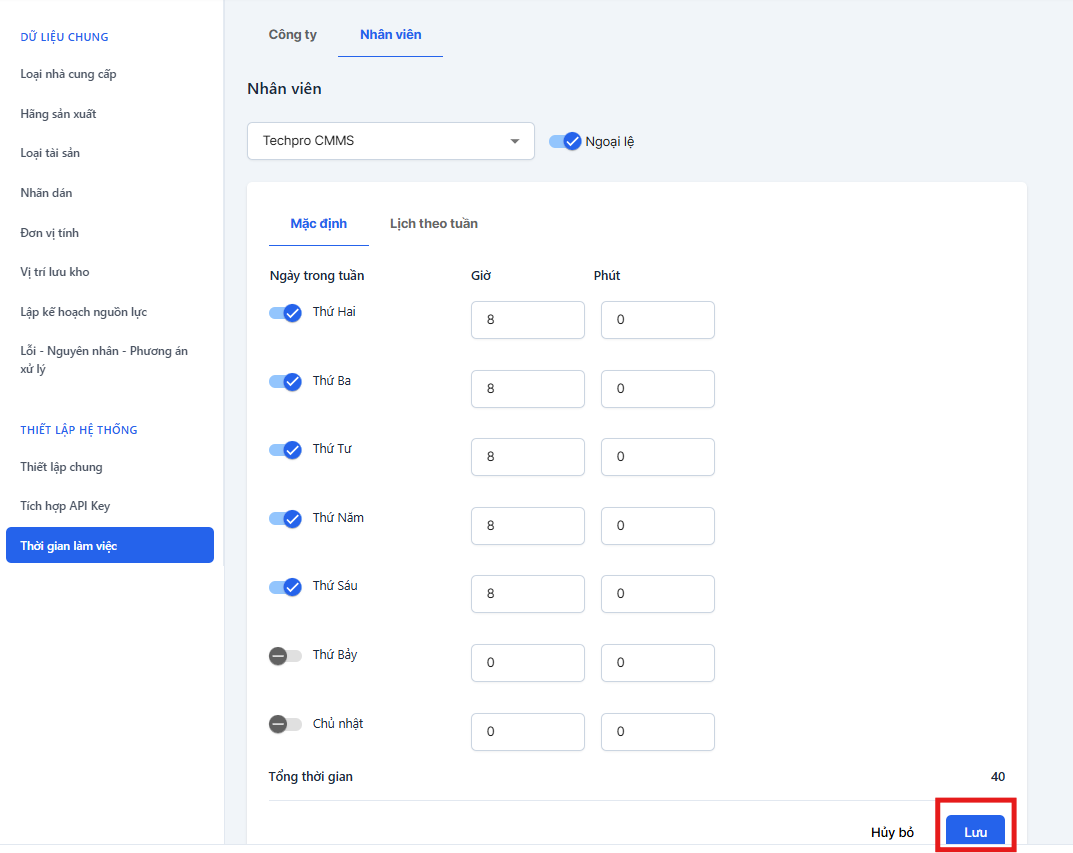 DỮ LIỆU CHUNG
Loại nhà cung cấp
Hãng sản xuất
Loại tài sản
Nhãn dán
Đơn vị tính
Vị trí lưu kho
Lập kế hoạch nguồn lực
Lỗi - Nguyên nhân - Phương án
xử lý
THIẾT LẬP HỆ THỐNG
Thiết lập chung
Tích hợp API Key
Thời gian làm việc
Công ty Nhân viên
Nhân viên
Techpro CMMS Ngoại lệ
Mặc định Lịch theo tuần
Ngày trong tuần Giờ Phút
Thứ Hai 8 0
Thứ Ba 8 0
Thứ Tư 8 0
Thứ Năm 8 0
Thứ Sáu 8 0
Thứ Bảy 0 0
Chủ nhật 0 0
Tổng thời gian 40
Hủy bỏ Lưu